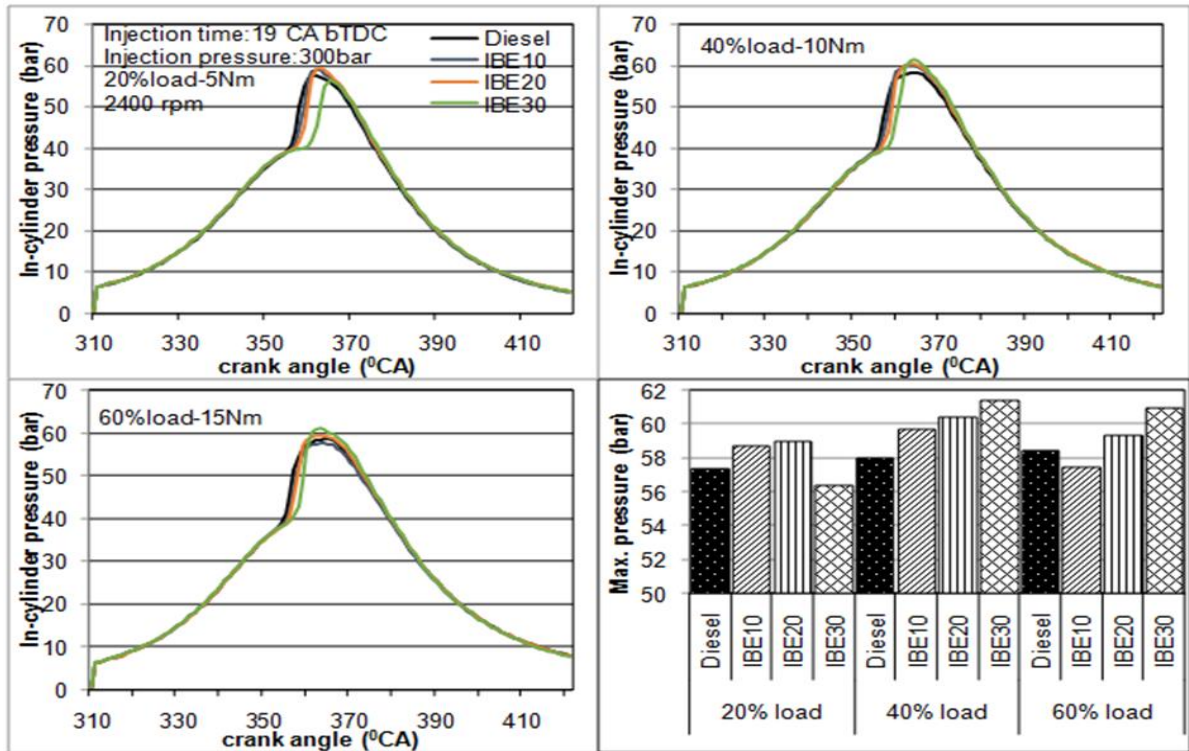 Injection time:19 CA bTDC
Injection pressure:300bar
20%load-5Nm
2400 rpm
Diesel
IBE10
IBE20
IBE30
In-cylinder pressure (bar)
70
60
50
40
30
20
10
0
310 330 350 370 390 410
crank angle (⁰CA)
40%load-10Nm
In-cylinder pressure (bar)
70
60
50
40
30
20
10
0
310 330 350 370 390 410
crank angle (⁰CA)
60%load-15Nm
In-cylinder pressure (bar)
70
60
50
40
30
20
10
0
310 330 350 370 390 410
crank angle (⁰CA)
Max. pressure (bar)
62
60
58
56
54
52
50
Diesel
IBE10
IBE20
IBE30
Diesel
IBE10
IBE20
IBE30
Diesel
IBE10
IBE20
IBE30
20% load 40% load 60% load